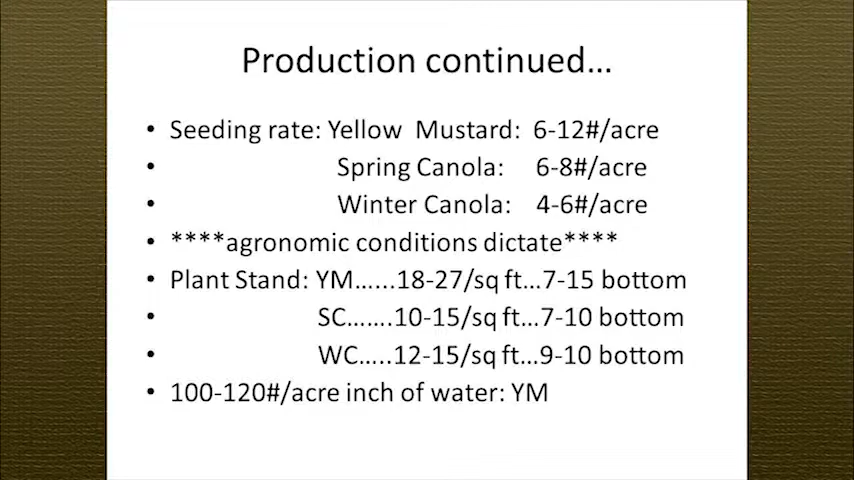 Production continued...
• Seeding rate: Yellow Mustard: 6-12#/acre
• Spring Canola: 6-8#/acre
• Winter Canola: 4-6#/acre
• ****agronomic conditions dictate****
• Plant Stand: YM......18-27/sq ft...7-15 bottom
• SC.......10-15/sq ft...7-10 bottom
• WC.....12-15/sq ft...9-10 bottom
• 100-120#/acre inch of water: YM